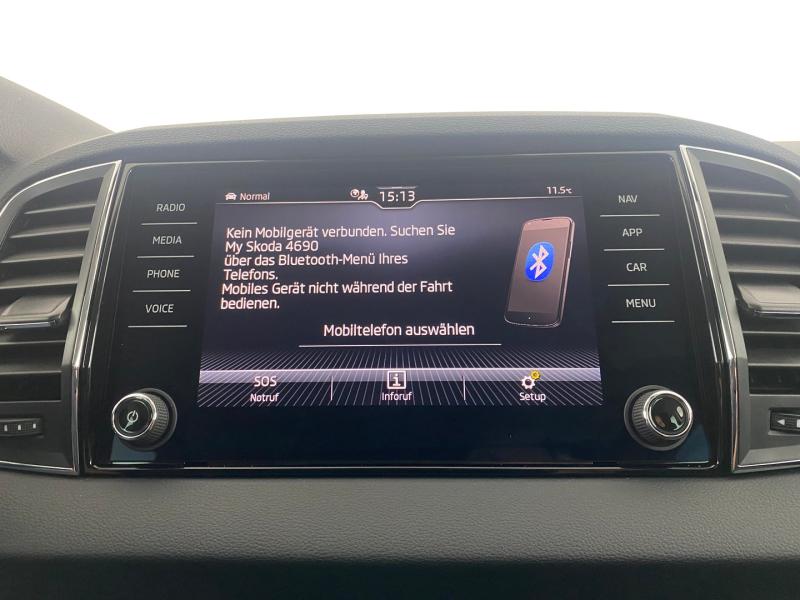 RADIO
MEDIA
PHONE
VOICE
Normal
15:13
11.5°C
Kein Mobilgerät verbunden. Suchen Sie
My Skoda 4690
über das Bluetooth-Menü Ihres
Telefons.
Mobiles Gerät nicht während der Fahrt
bedienen.
Mobiltelefon auswählen
SOS
Notruf
i
Inforuf
Setup
NAV
APP
CAR
MENU